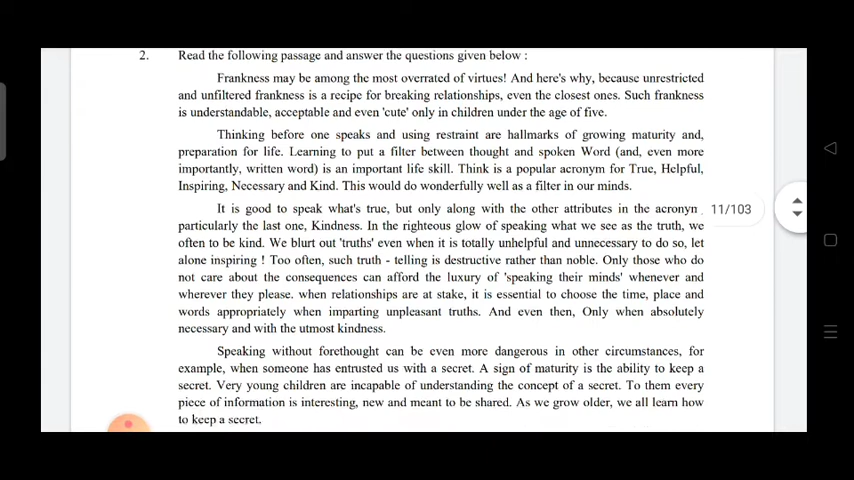 2. Read the following passage and answer the questions given below :
Frankness may be among the most overrated of virtues! And here's why, because unrestricted
and unfiltered frankness is a recipe for breaking relationships, even the closest ones. Such frankness
is understandable, acceptable and even 'cute' only in children under the age of five.
Thinking before one speaks and using restraint are hallmarks of growing maturity and,
preparation for life. Learning to put a filter between thought and spoken Word (and, even more
importantly, written word) is an important life skill. Think is a popular acronym for True, Helpful,
Inspiring, Necessary and Kind. This would do wonderfully well as a filter in our minds.
It is good to speak what's true, but only along with the other attributes in the acronyn
11/103
particularly the last one, Kindness. In the righteous glow of speaking what we see as the truth, we
often to be kind. We blurt out 'truths' even when it is totally unhelpful and unnecessary to do so, let
alone inspiring ! Too often, such truth - telling is destructive rather than noble. Only those who do
not care about the consequences can afford the luxury of 'speaking their minds' whenever and
wherever they please. when relationships are at stake, it is essential to choose the time, place and
words appropriately when imparting unpleasant truths. And even then, Only when absolutely
necessary and with the utmost kindness.
Speaking without forethought can be even more dangerous in other circumstances, for
example, when someone has entrusted us with a secret. A sign of maturity is the ability to keep a
secret. Very young children are incapable of understanding the concept of a secret. To them every
piece of information is interesting, new and meant to be shared. As we grow older, we all learn how
to keep a secret.